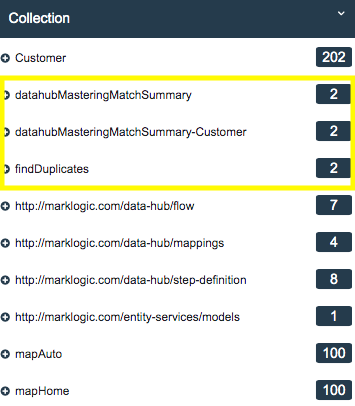 Collection
Customer 202
datahubMasteringMatchSummary 2
datahubMasteringMatchSummary-Customer 2
findDuplicates 2
http://marklogic.com/data-hub/flow 7
http://marklogic.com/data-hub/mappings 4
http://marklogic.com/data-hub/step-definition 8
http://marklogic.com/entity-services/models 1
mapAuto 100
mapHome 100